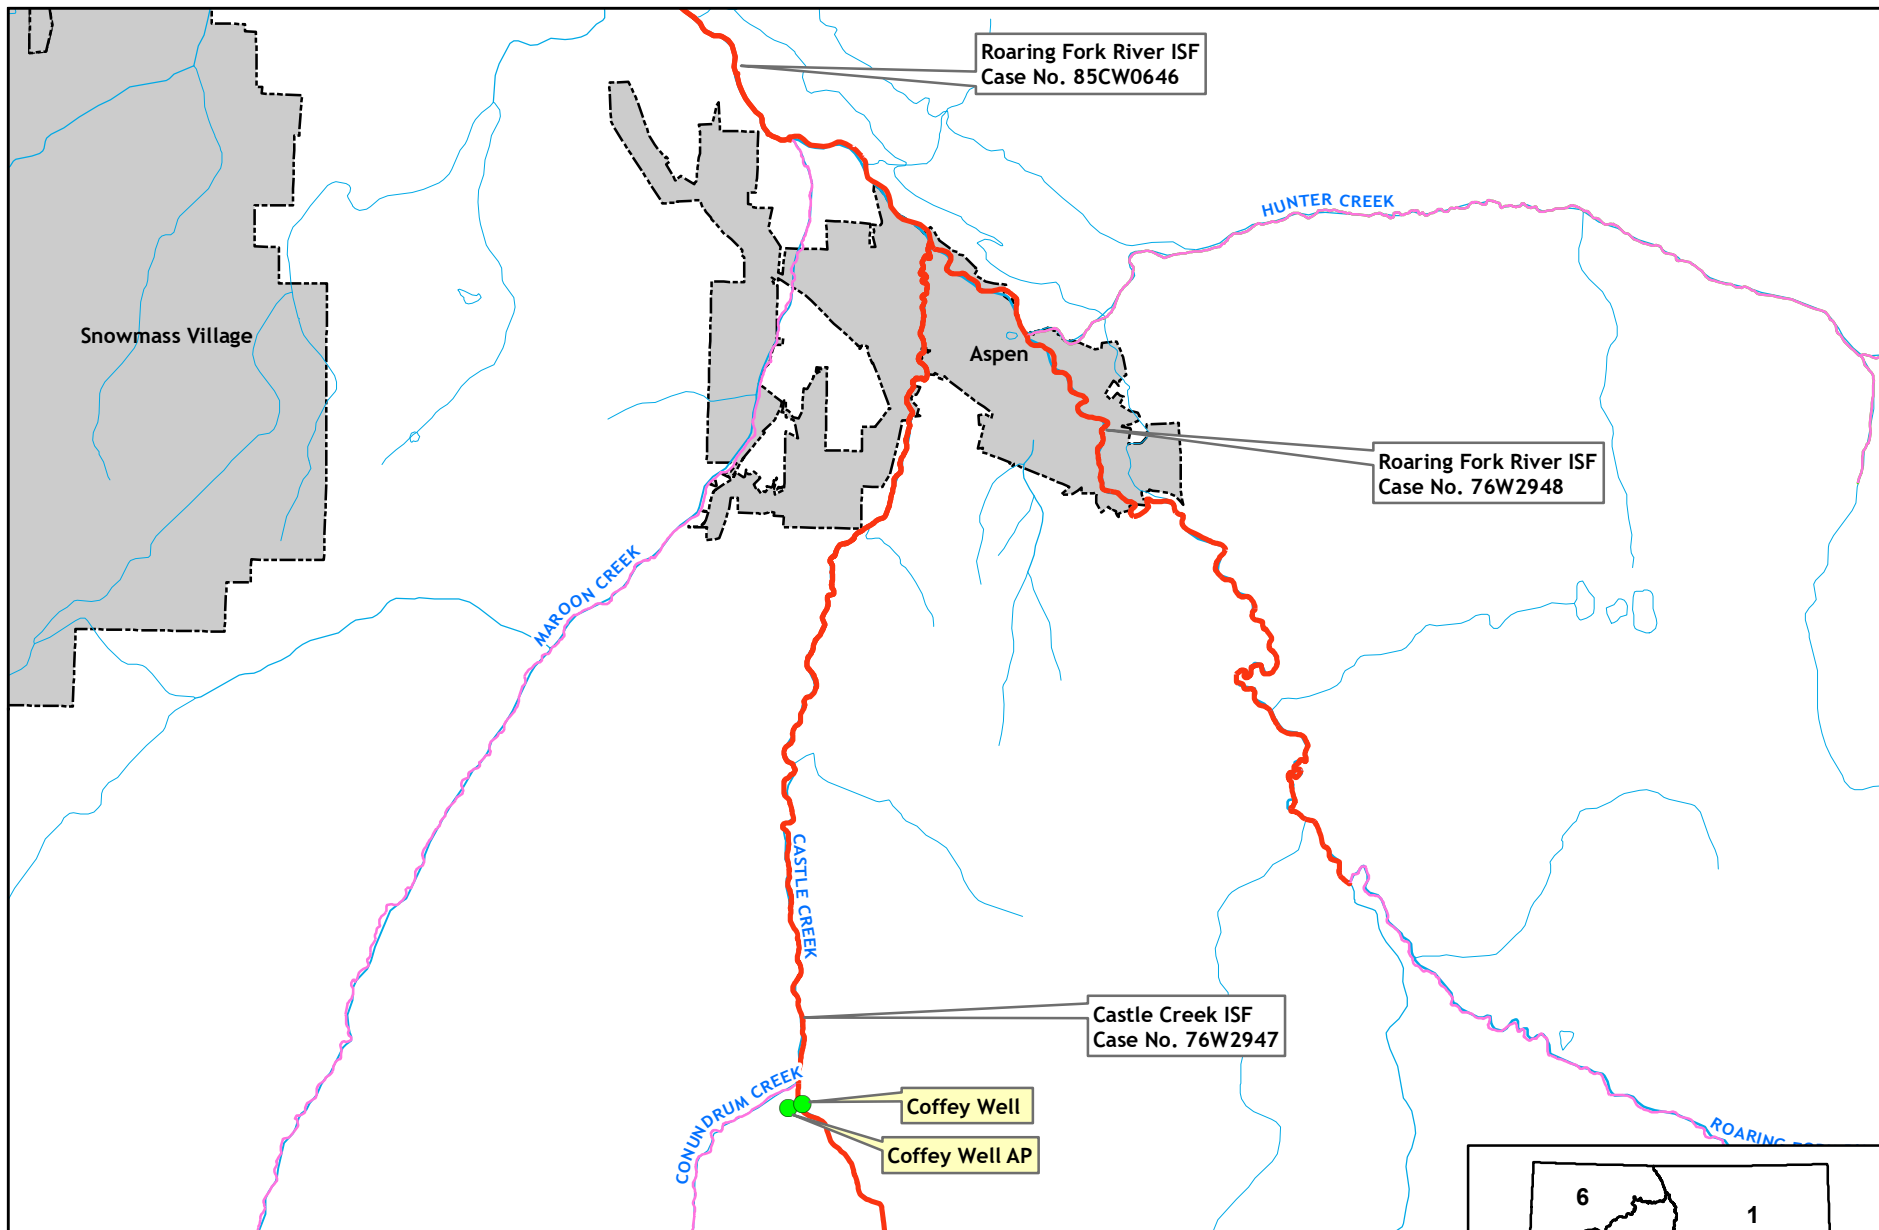 Roaring Fork River ISF
Case No. 85CW0646
HUNTER CREEK
Snowmass Village
Aspen
Roaring Fork River ISF
Case No. 76W2948
MAROON CREEK
CASTLE CREEK
Castle Creek ISF
Case No. 76W2947
CONUNDRUM CREEK
Coffey Well
Coffey Well AP
ROARING
6
1